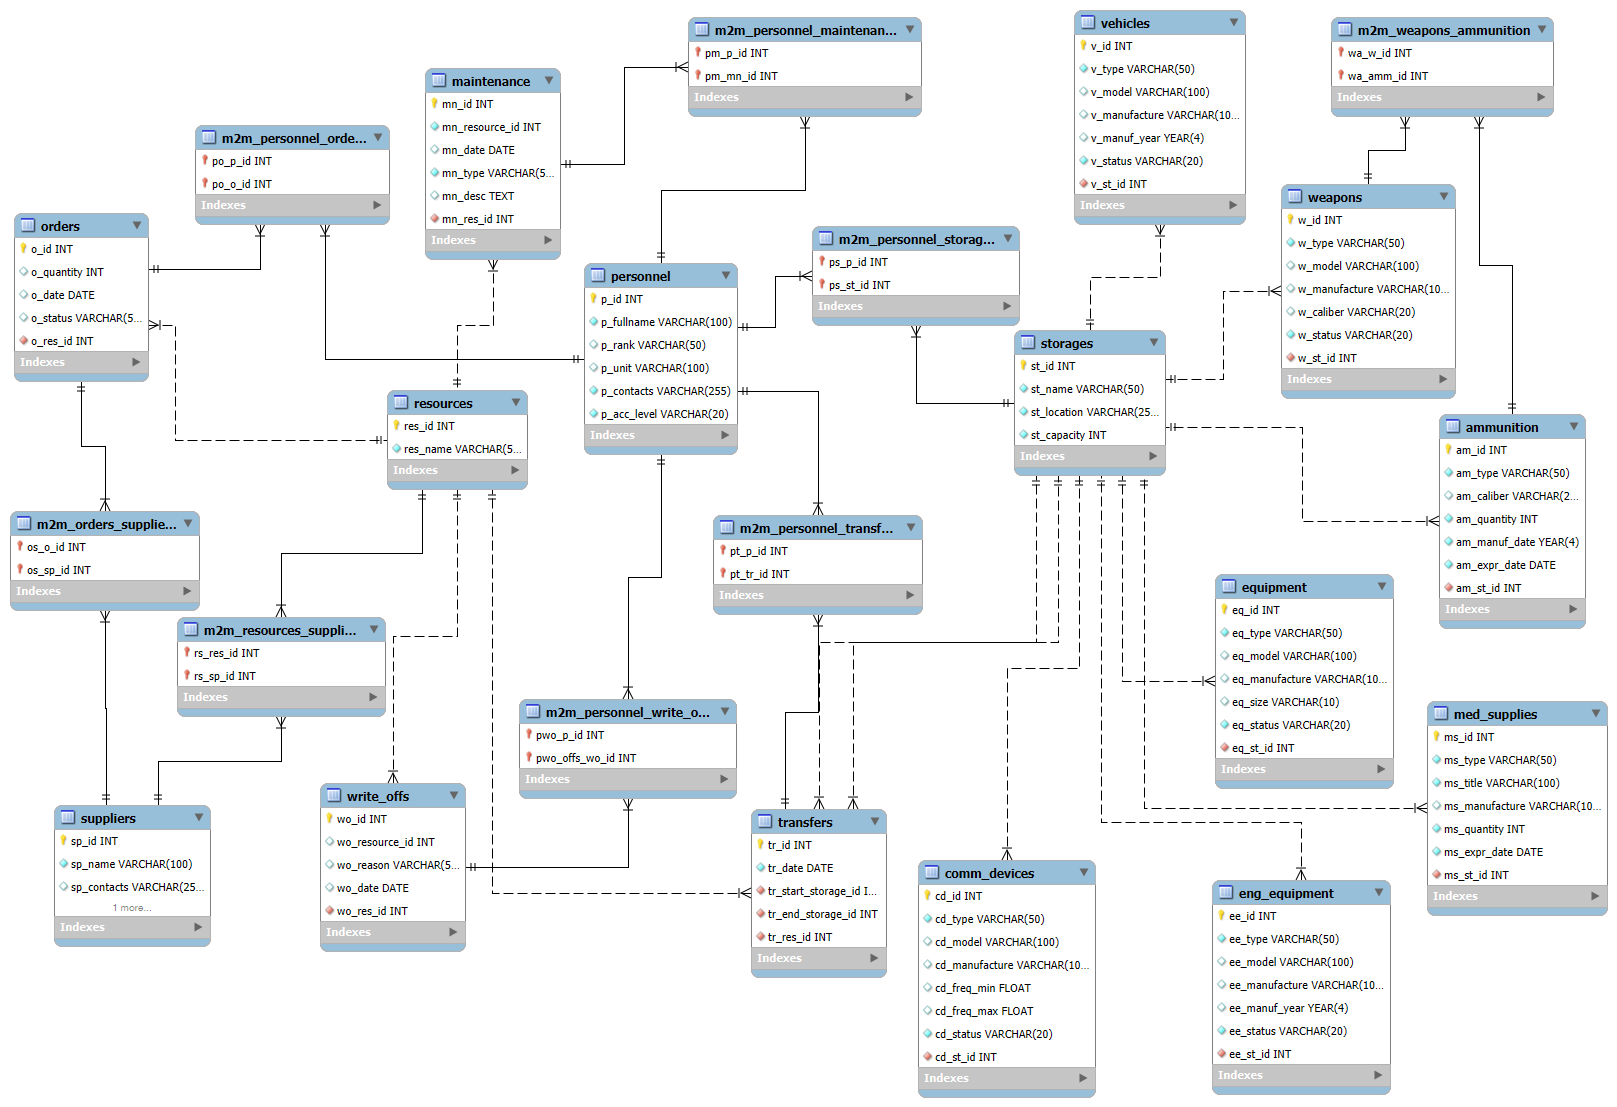 m2m_personnel_maintenan...
pm_p_id INT
pm_mn_id INT
Indexes
vehicles
v_id INT
v_type VARCHAR(50)
v_model VARCHAR(100)
v_manufacture VARCHAR(10...
v_manuf_year YEAR(4)
v_status VARCHAR(20)
v_st_id INT
Indexes
m2m_weapons_ammunition
wa_w_id INT
wa_amm_id INT
Indexes
maintenance
mn_id INT
mn_resource_id INT
mn_date DATE
mn_type VARCHAR(5...
mn_desc TEXT
mn_res_id INT
Indexes
m2m_personnel_orde...
po_p_id INT
po_o_id INT
Indexes
weapons
w_id INT
w_type VARCHAR(50)
w_model VARCHAR(100)
w_manufacture VARCHAR(10...
w_caliber VARCHAR(20)
w_status VARCHAR(20)
w_st_id INT
Indexes
orders
o_id INT
o_quantity INT
o_date DATE
o_status VARCHAR(5...
o_res_id INT
Indexes
m2m_personnel_storag...
ps_p_id INT
ps_st_id INT
Indexes
personnel
p_id INT
p_fullname VARCHAR(100)
p_rank VARCHAR(50)
p_unit VARCHAR(100)
p_contacts VARCHAR(255)
p_acc_level VARCHAR(20)
Indexes
storages
st_id INT
st_name VARCHAR(50)
st_location VARCHAR(25...
st_capacity INT
Indexes
resources
res_id INT
res_name VARCHAR(5...
Indexes
ammunition
am_id INT
am_type VARCHAR(50)
am_caliber VARCHAR(2...
am_quantity INT
am_manuf_date YEAR(4)
am_expr_date DATE
am_st_id INT
Indexes
m2m_orders_supplie...
os_o_id INT
os_sp_id INT
Indexes
m2m_personnel_transf...
pt_p_id INT
pt_tr_id INT
Indexes
equipment
eq_id INT
eq_type VARCHAR(50)
eq_model VARCHAR(100)
eq_manufacture VARCHAR(10...
eq_size VARCHAR(10)
eq_status VARCHAR(20)
eq_st_id INT
Indexes
m2m_resources_suppli...
rs_res_id INT
rs_sp_id INT
Indexes
m2m_personnel_write_o...
pwo_p_id INT
pwo_offs_wo_id INT
Indexes
med_supplies
ms_id INT
ms_type VARCHAR(50)
ms_title VARCHAR(100)
ms_manufacture VARCHAR(10...
ms_quantity INT
ms_expr_date DATE
ms_st_id INT
Indexes
write_offs
wo_id INT
wo_resource_id INT
wo_reason VARCHAR(5...
wo_date DATE
wo_res_id INT
Indexes
suppliers
sp_id INT
sp_name VARCHAR(100)
sp_contacts VARCHAR(25...
1 more...
Indexes
transfers
tr_id INT
tr_date DATE
tr_start_storage_id I...
tr_end_storage_id INT
tr_res_id INT
Indexes
comm_devices
cd_id INT
cd_type VARCHAR(50)
cd_model VARCHAR(100)
cd_manufacture VARCHAR(10...
cd_freq_min FLOAT
cd_freq_max FLOAT
cd_status VARCHAR(20)
cd_st_id INT
Indexes
eng_equipment
ee_id INT
ee_type VARCHAR(50)
ee_model VARCHAR(100)
ee_manufacture VARCHAR(10...
ee_manuf_year YEAR(4)
ee_status VARCHAR(20)
ee_st_id INT
Indexes